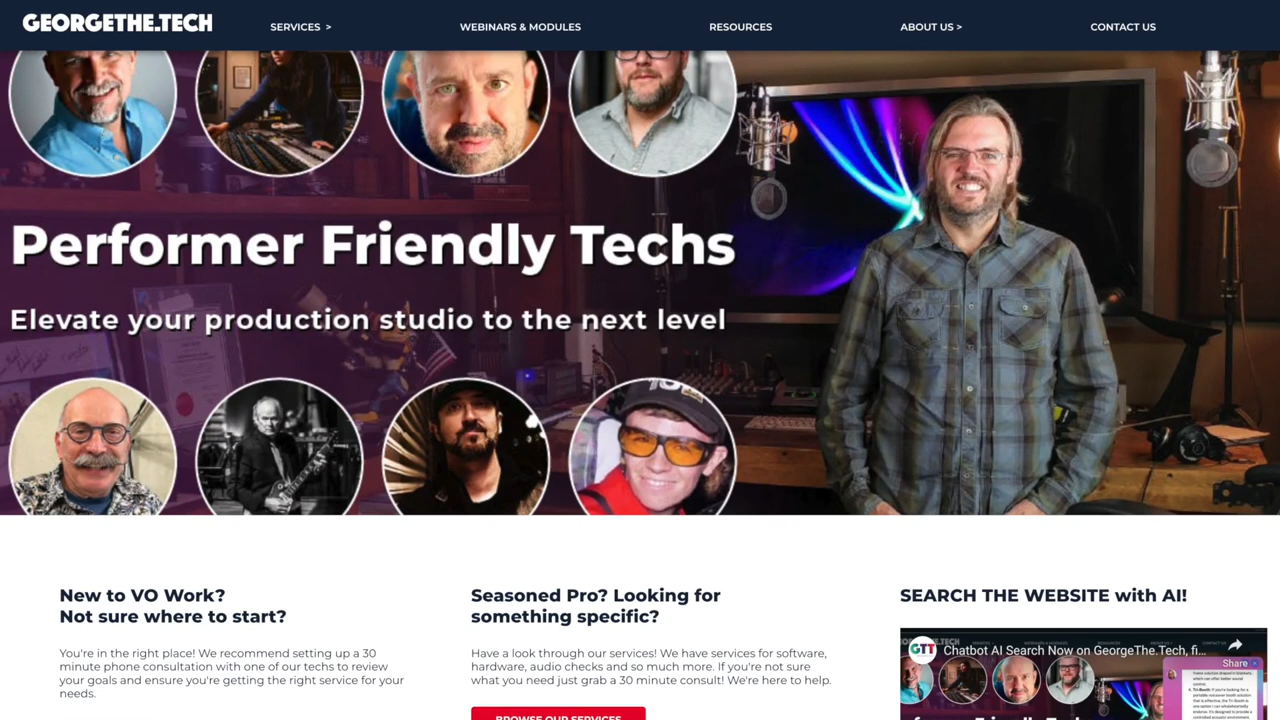 GEORGETHE.TECH
SERVICES >
WEBINARS & MODULES
RESOURCES
ABOUT US >
CONTACT US
Performer Friendly Techs
Elevate your production studio to the next level
New to VO Work?
Not sure where to start?
You're in the right place! We recommend setting up a 30
minute phone consultation with one of our techs to review
your goals and ensure you're getting the right service for your
needs.
Seasoned Pro? Looking for
something specific?
Have a look through our services! We have services for software,
hardware, audio checks and so much more. If you're not sure
what you need just grab a 30 minute consult! We're here to help.
BROWSE OUR SERVICES
SEARCH THE WEBSITE with AI!
GTT
Chatbot AI Search Now on GeorgeThe.Tech, fi...
Share